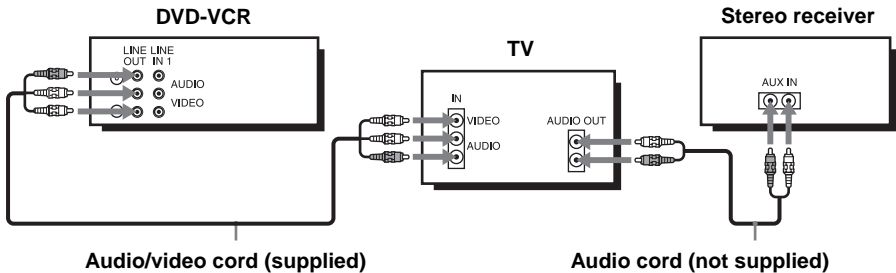 DVD-VCR
LINE LINE
OUT IN 1
AUDIO
VIDEO
TV
IN
VIDEO
AUDIO
AUDIO OUT
Stereo receiver
AUX IN
Audio/video cord (supplied)
Audio cord (not supplied)